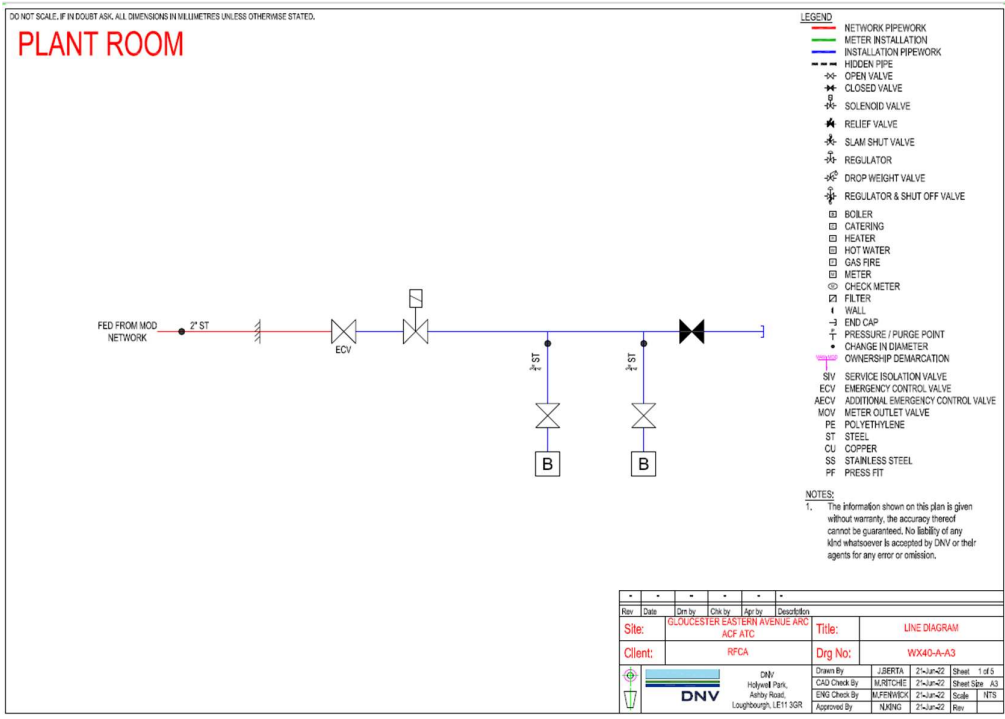 DO NOT SCALE, IF IN DOUBT ASK. ALL DIMENSIONS IN MILLIMETRES UNLESS OTHERWISE STATED.
PLANT ROOM
LEGEND
NETWORK PIPEWORK
METER INSTALLATION
INSTALLATION PIPEWORK
HIDDEN PIPE
OPEN VALVE
CLOSED VALVE
SOLENOID VALVE
RELIEF VALVE
SLAM SHUT VALVE
REGULATOR
DROP WEIGHT VALVE
REGULATOR & SHUT OFF VALVE
BOILER
CATERING
HEATER
HOT WATER
GAS FIRE
METER
CHECK METER
FILTER
WALL
END CAP
P PRESSURE / PURGE POINT
CHANGE IN DIAMETER
OWNERSHIP DEMARCATION
SIV SERVICE ISOLATION VALVE
ECV EMERGENCY CONTROL VALVE
AECV ADDITIONAL EMERGENCY CONTROL VALVE
MOV METER OUTLET VALVE
PE POLYETHYLENE
ST STEEL
CU COPPER
SS STAINLESS STEEL
PF PRESS FIT
FED FROM MOD
NETWORK
2" ST
ECV
ST
ST
B
B
NOTES:
1. The information shown on this plan is given
without warranty, the accuracy thereof
cannot be guaranteed. No liability of any
kind whatsoever is accepted by DNV or their
agents for any error or omission.
- - - - - -
Rev Date Drn by Chk by Apr by Description
Site: GLOUCESTER EASTERN AVENUE ARC
ACF ATC
Title: LINE DIAGRAM
Client: RFCA
Drg No: WX40-A-A3
DNV
DNV
Holywell Park,
Ashby Road,
Loughbourgh, LE11 3GR
Drawn By J.BERTA 21-Jun-22 Sheet 1 of 5
CAD Check By M.RITCHIE 21-Jun-22 Sheet Size A3
ENG Check By M.FENWICK 21-Jun-22 Scale NTS
Approved By N.KING 21-Jun-22 Rev